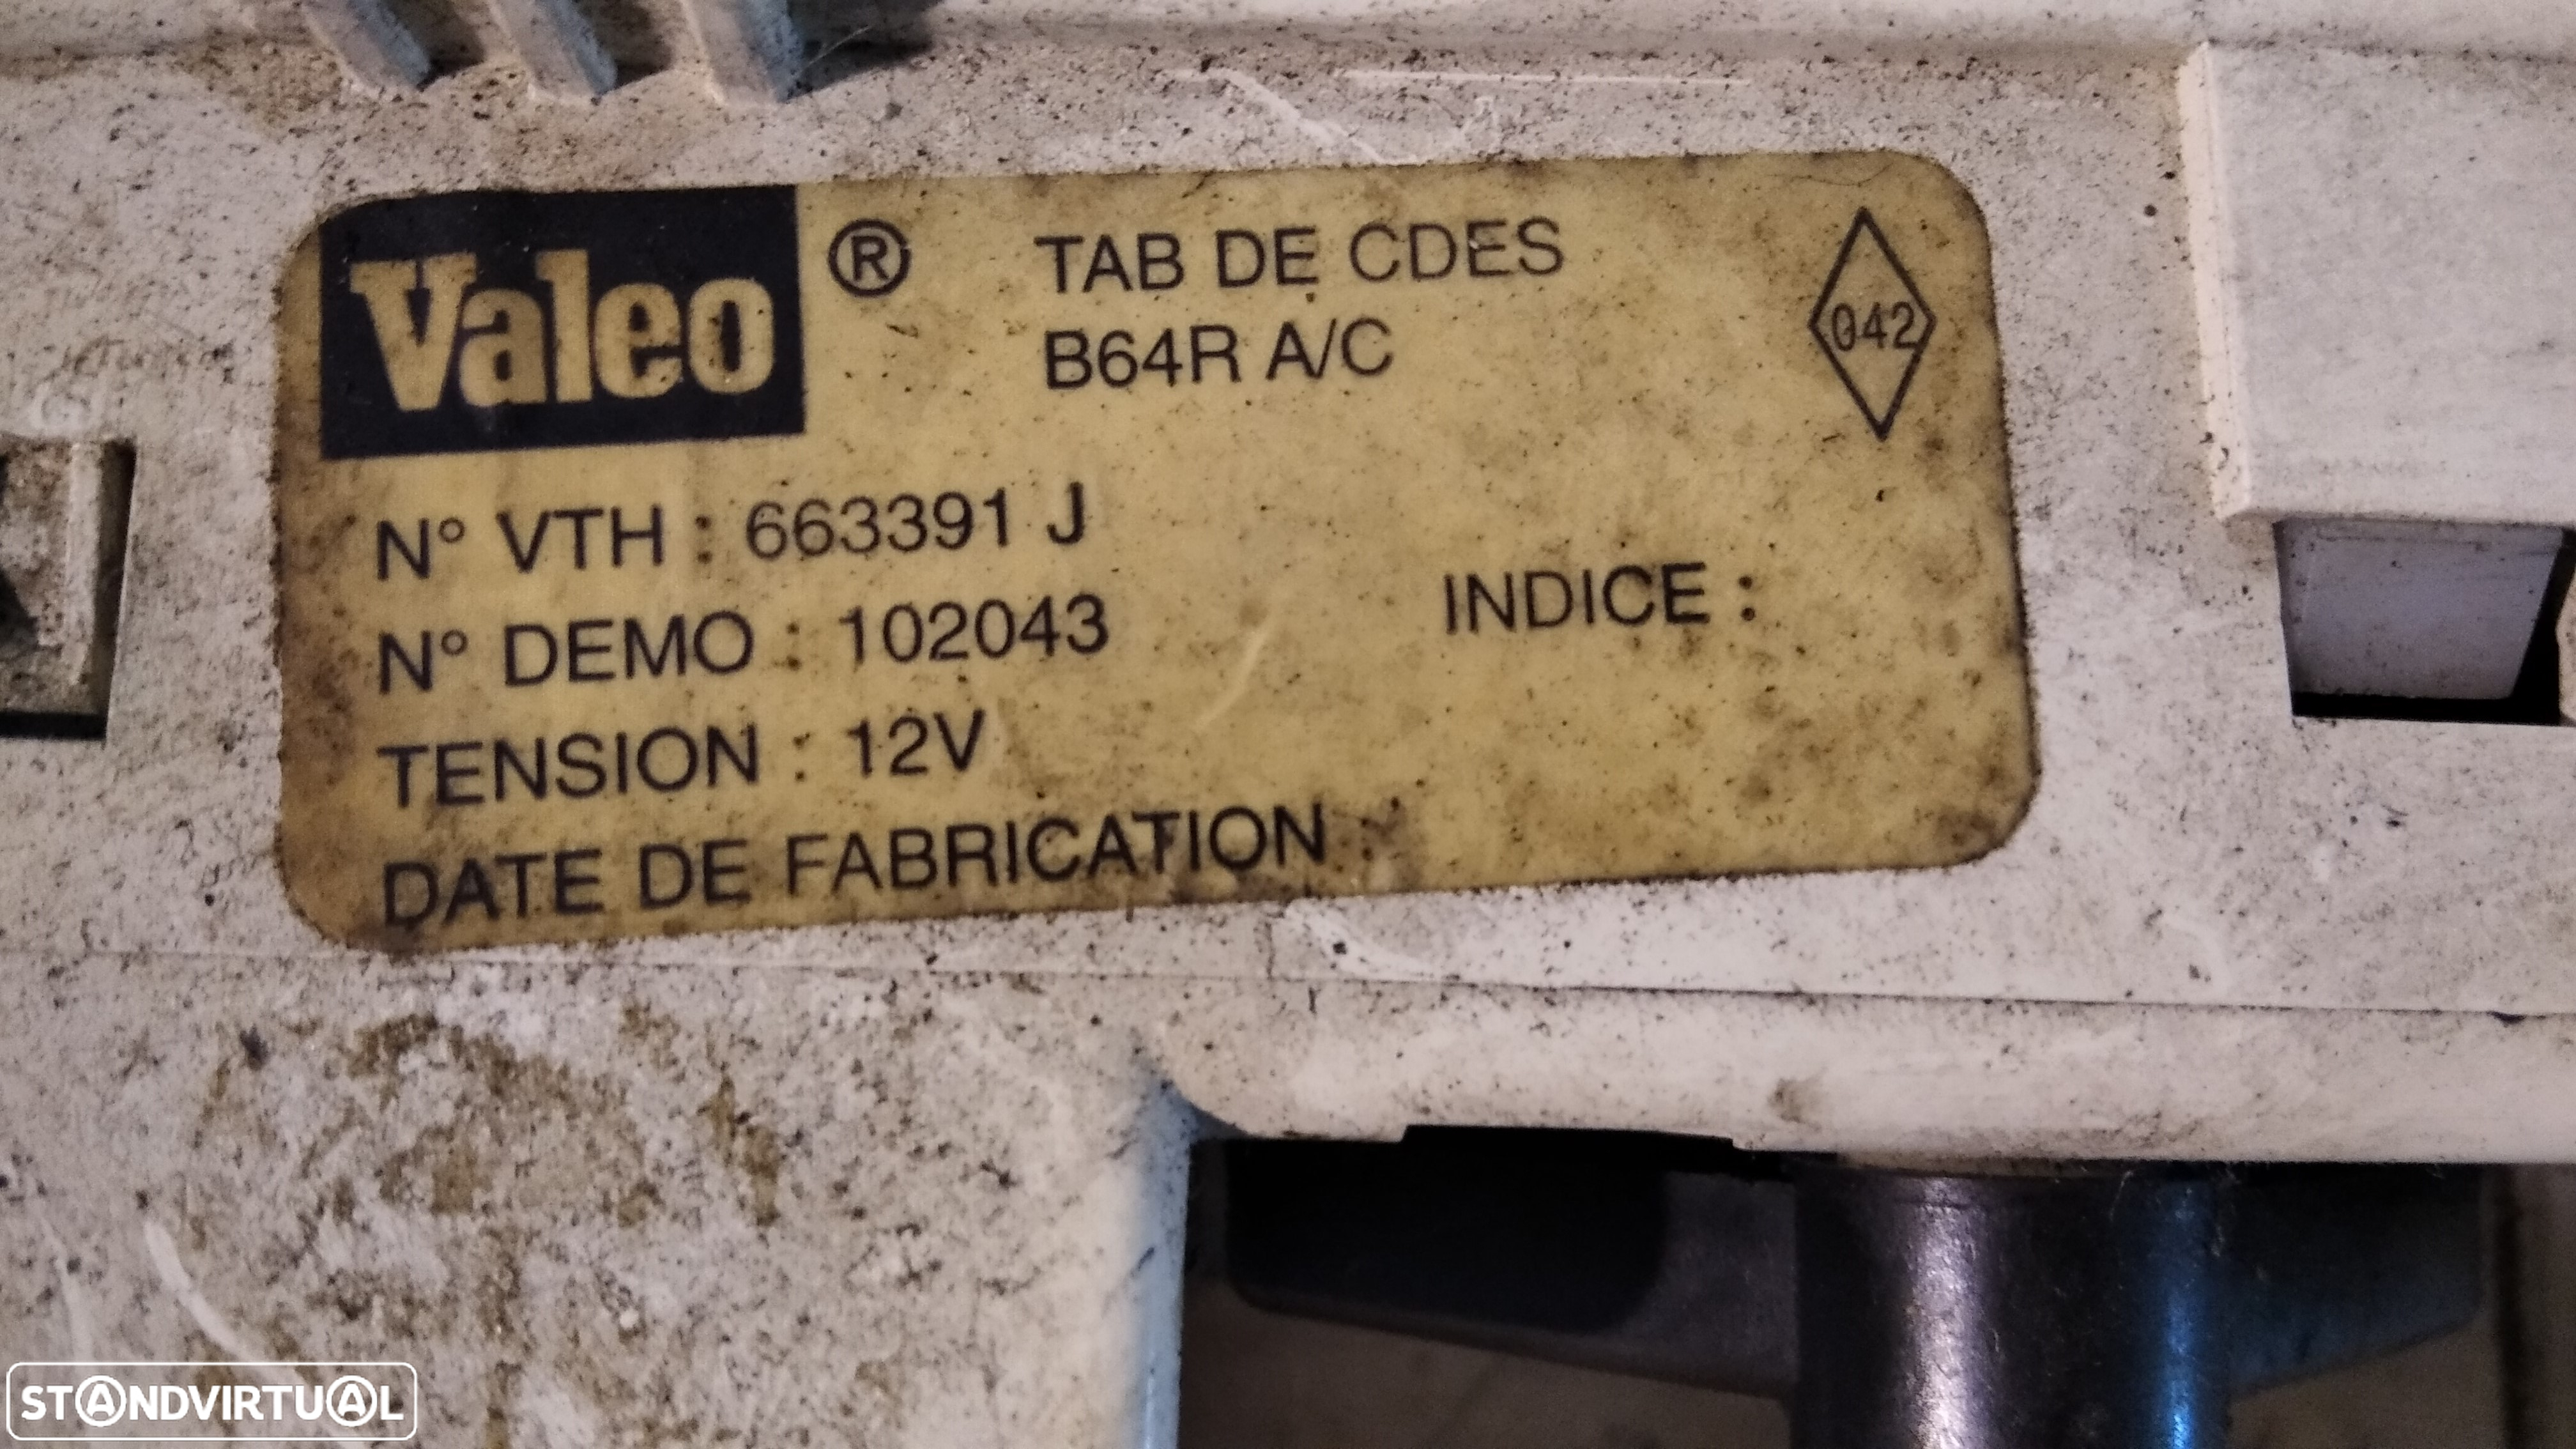 Valeo ® TAB DE CDES
B64R A/C
042
N° VTH : 663391 J
N° DEMO : 102043
INDICE :
TENSION : 12V
DATE DE FABRICATION
STANDVIRTUAL